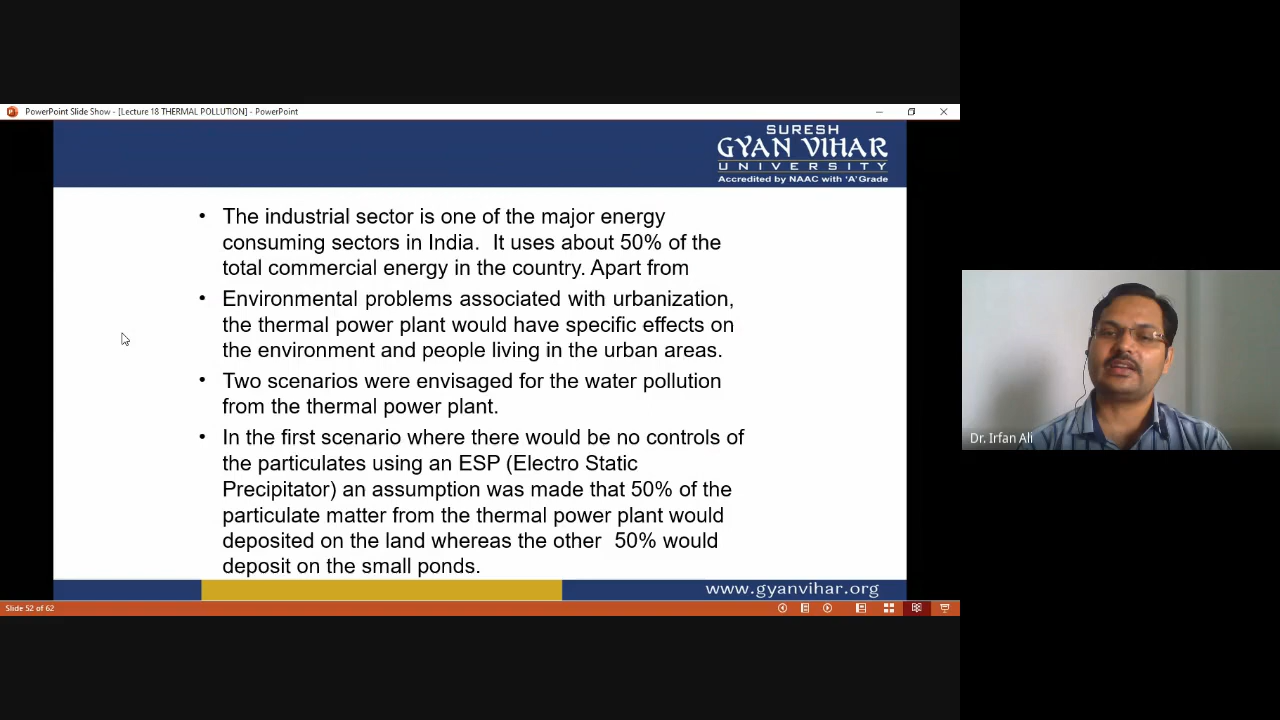 PowerPoint Slide Show - [Lecture 18 THERMAL POLLUTION] - PowerPoint
SURESH
GYAN VIHAR
UNIVERSITY
Accredited by NAAC with 'A' Grade
• The industrial sector is one of the major energy
consuming sectors in India. It uses about 50% of the
total commercial energy in the country. Apart from
• Environmental problems associated with urbanization,
the thermal power plant would have specific effects on
the environment and people living in the urban areas.
• Two scenarios were envisaged for the water pollution
from the thermal power plant.
• In the first scenario where there would be no controls of
the particulates using an ESP (Electro Static
Precipitator) an assumption was made that 50% of the
particulate matter from the thermal power plant would
deposited on the land whereas the other 50% would
deposit on the small ponds.
www.gyanvihar.org
Slide 52 of 62
Dr. Irfan Ali